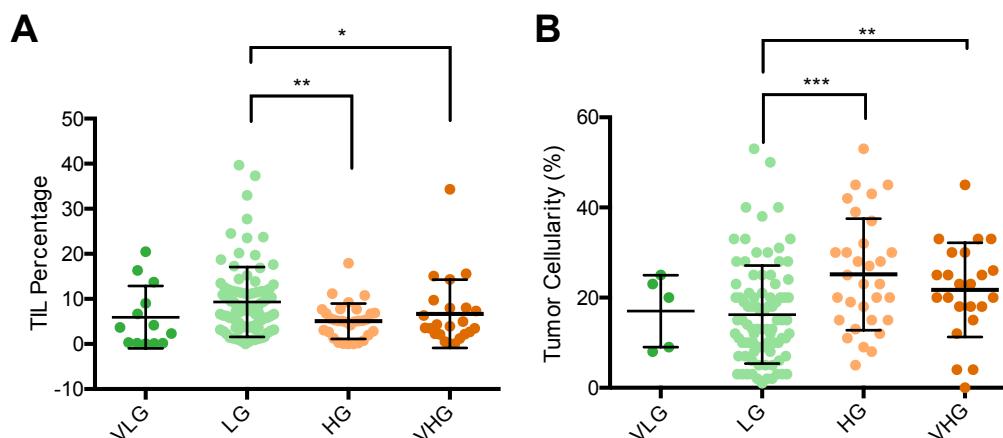 A
*
**
TIL Percentage
50
40
30
20
10
0
-10
VLG
LG
HG
VHG
B
**
***
Tumor Cellularity (%)
60
40
20
0
VLG
LG
HG
VHG